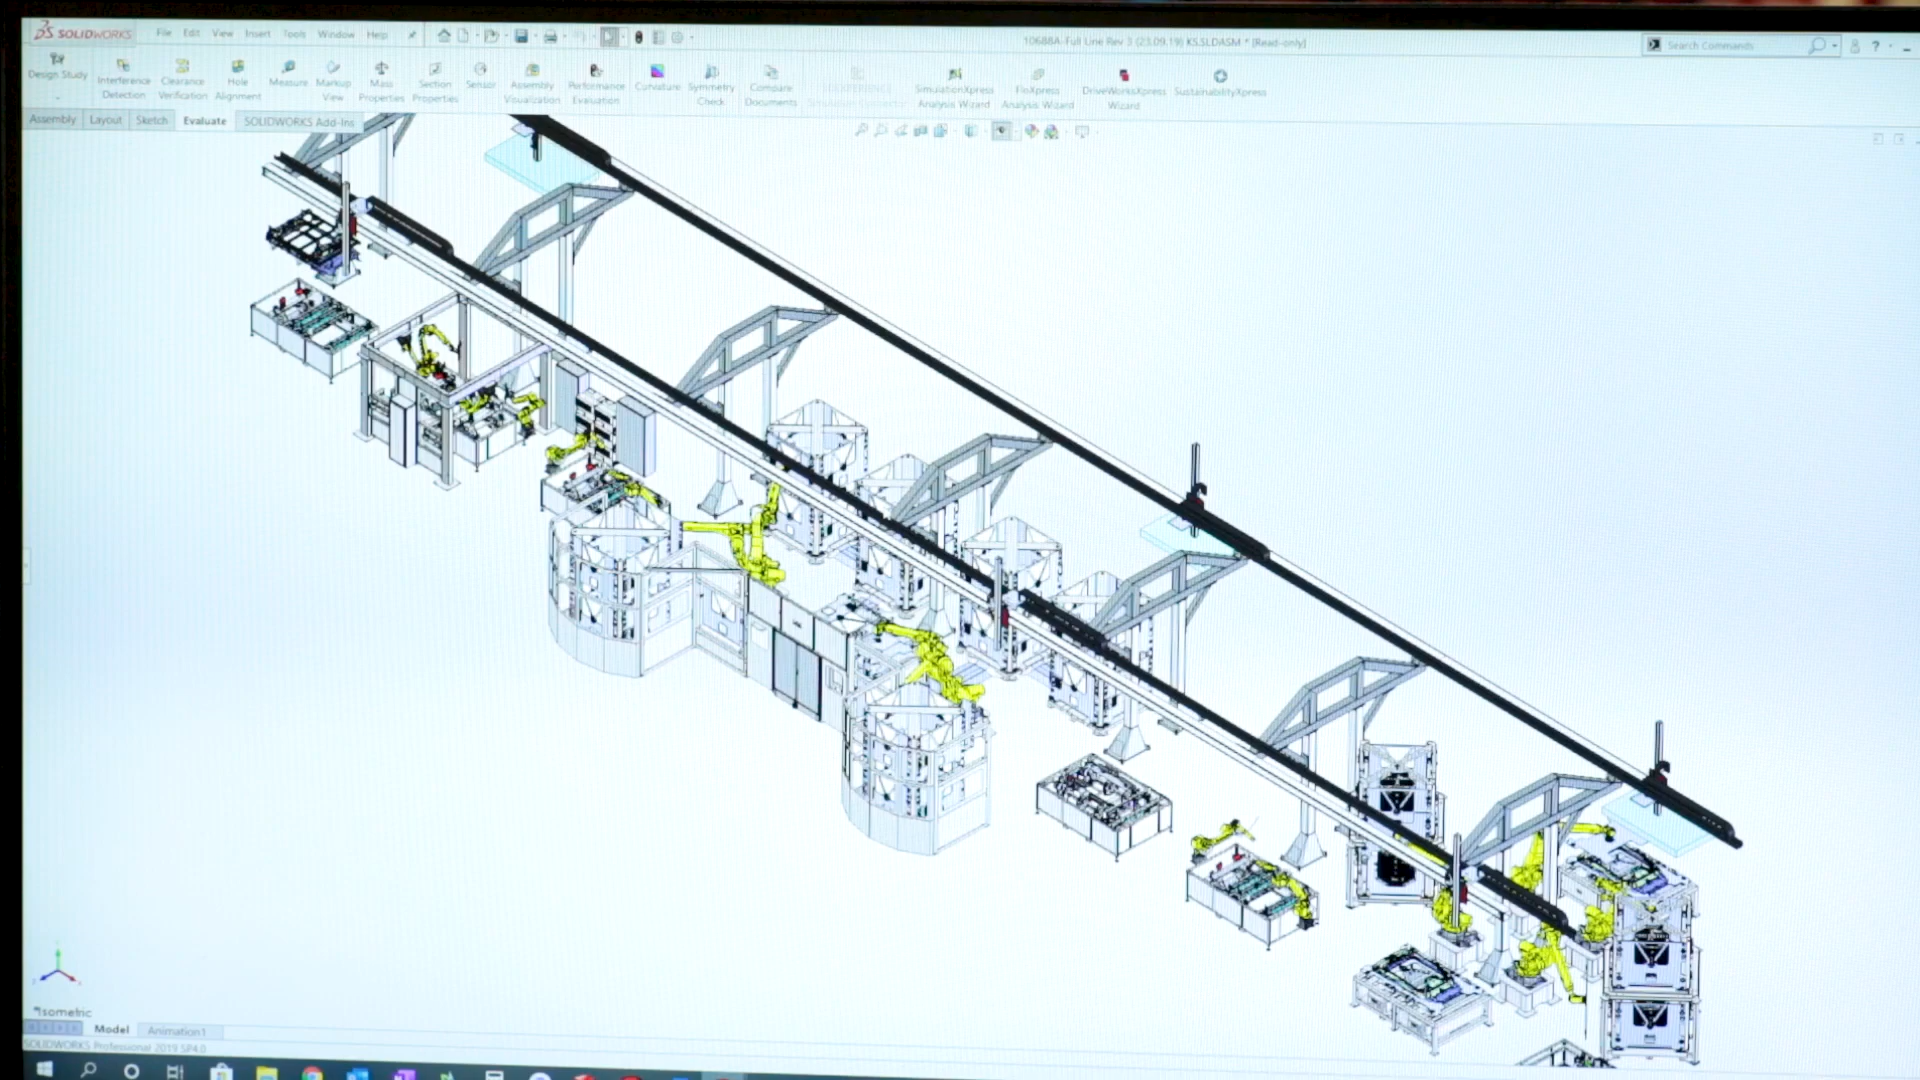 SOLIDWORKS File Edit View Insert Tools Window Help
10688A-Full Line Rev 3 (23.09.19) KS.SLDASM * [Read-only]
Search Commands
?
Design Study
Interference Detection
Clearance Verification
Hole Alignment
Measure
Markup View
Mass Properties
Section Properties
Sensor
Assembly Visualization
Performance Evaluation
Curvature
Symmetry Check
Compare Documents
SimulationXpress Analysis Wizard
FloXpress Analysis Wizard
DriveWorksXpress Wizard
SustainabilityXpress
Assembly Layout Sketch Evaluate SOLIDWORKS Add-Ins
*Isometric
Model Animation1
SOLIDWORKS Professional 2019 SP4.0